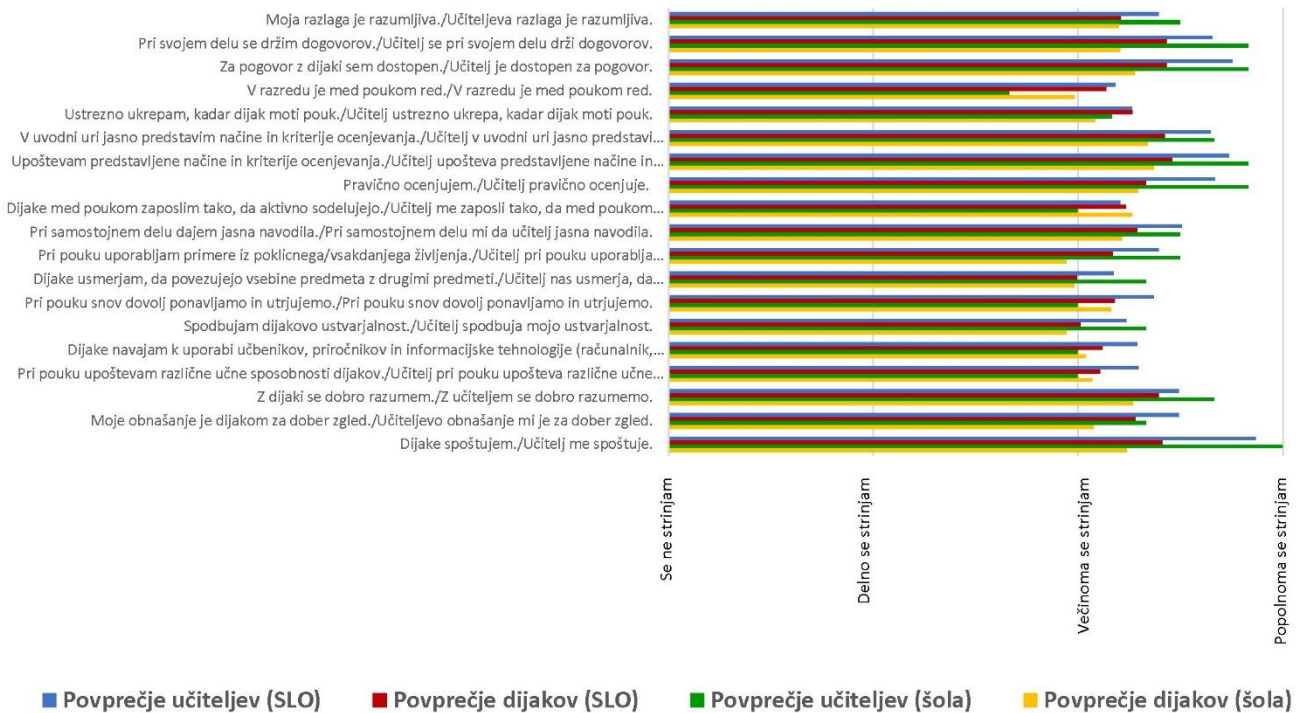 Moja razlaga je razumljiva./Učiteljeva razlaga je razumljiva.
Pri svojem delu se držim dogovorov./Učitelj se pri svojem delu drži dogovorov.
Za pogovor z dijaki sem dostopen./Učitelj je dostopen za pogovor.
V razredu je med poukom red./V razredu je med poukom red.
Ustrezno ukrepam, kadar dijak moti pouk./Učitelj ustrezno ukrepa, kadar dijak moti pouk.
V uvodni uri jasno predstavim načine in kriterije ocenjevanja./Učitelj v uvodni uri jasno predstavi...
Upoštevam predstavljene načine in kriterije ocenjevanja./Učitelj upošteva predstavljene načine in...
Pravično ocenjujem./Učitelj pravično ocenjuje.
Dijake med poukom zaposlim tako, da aktivno sodelujejo./Učitelj me zaposli tako, da med poukom...
Pri samostojnem delu dajem jasna navodila./Pri samostojnem delu mi da učitelj jasna navodila.
Pri pouku uporabljam primere iz poklicnega/vsakdanjega življenja./Učitelj pri pouku uporablja...
Dijake usmerjam, da povezujejo vsebine predmeta z drugimi predmeti./Učitelj nas usmerja, da...
Pri pouku snov dovolj ponavljamo in utrjujemo./Pri pouku snov dovolj ponavljamo in utrjujemo.
Spodbujam dijakovo ustvarjalnost./Učitelj spodbuja mojo ustvarjalnost.
Dijake navajam k uporabi učbenikov, priročnikov in informacijske tehnologije (računalnik,...
Pri pouku upoštevam različne učne sposobnosti dijakov./Učitelj pri pouku upošteva različne učne...
Z dijaki se dobro razumem./Z učiteljem se dobro razumemo.
Moje obnašanje je dijakom za dober zgled./Učiteljevo obnašanje mi je za dober zgled.
Dijake spoštujem./Učitelj me spoštuje.
Se ne strinjam
Delno se strinjam
Večinoma se strinjam
Popolnoma se strinjam
Povprečje učiteljev (SLO)
Povprečje dijakov (SLO)
Povprečje učiteljev (šola)
Povprečje dijakov (šola)